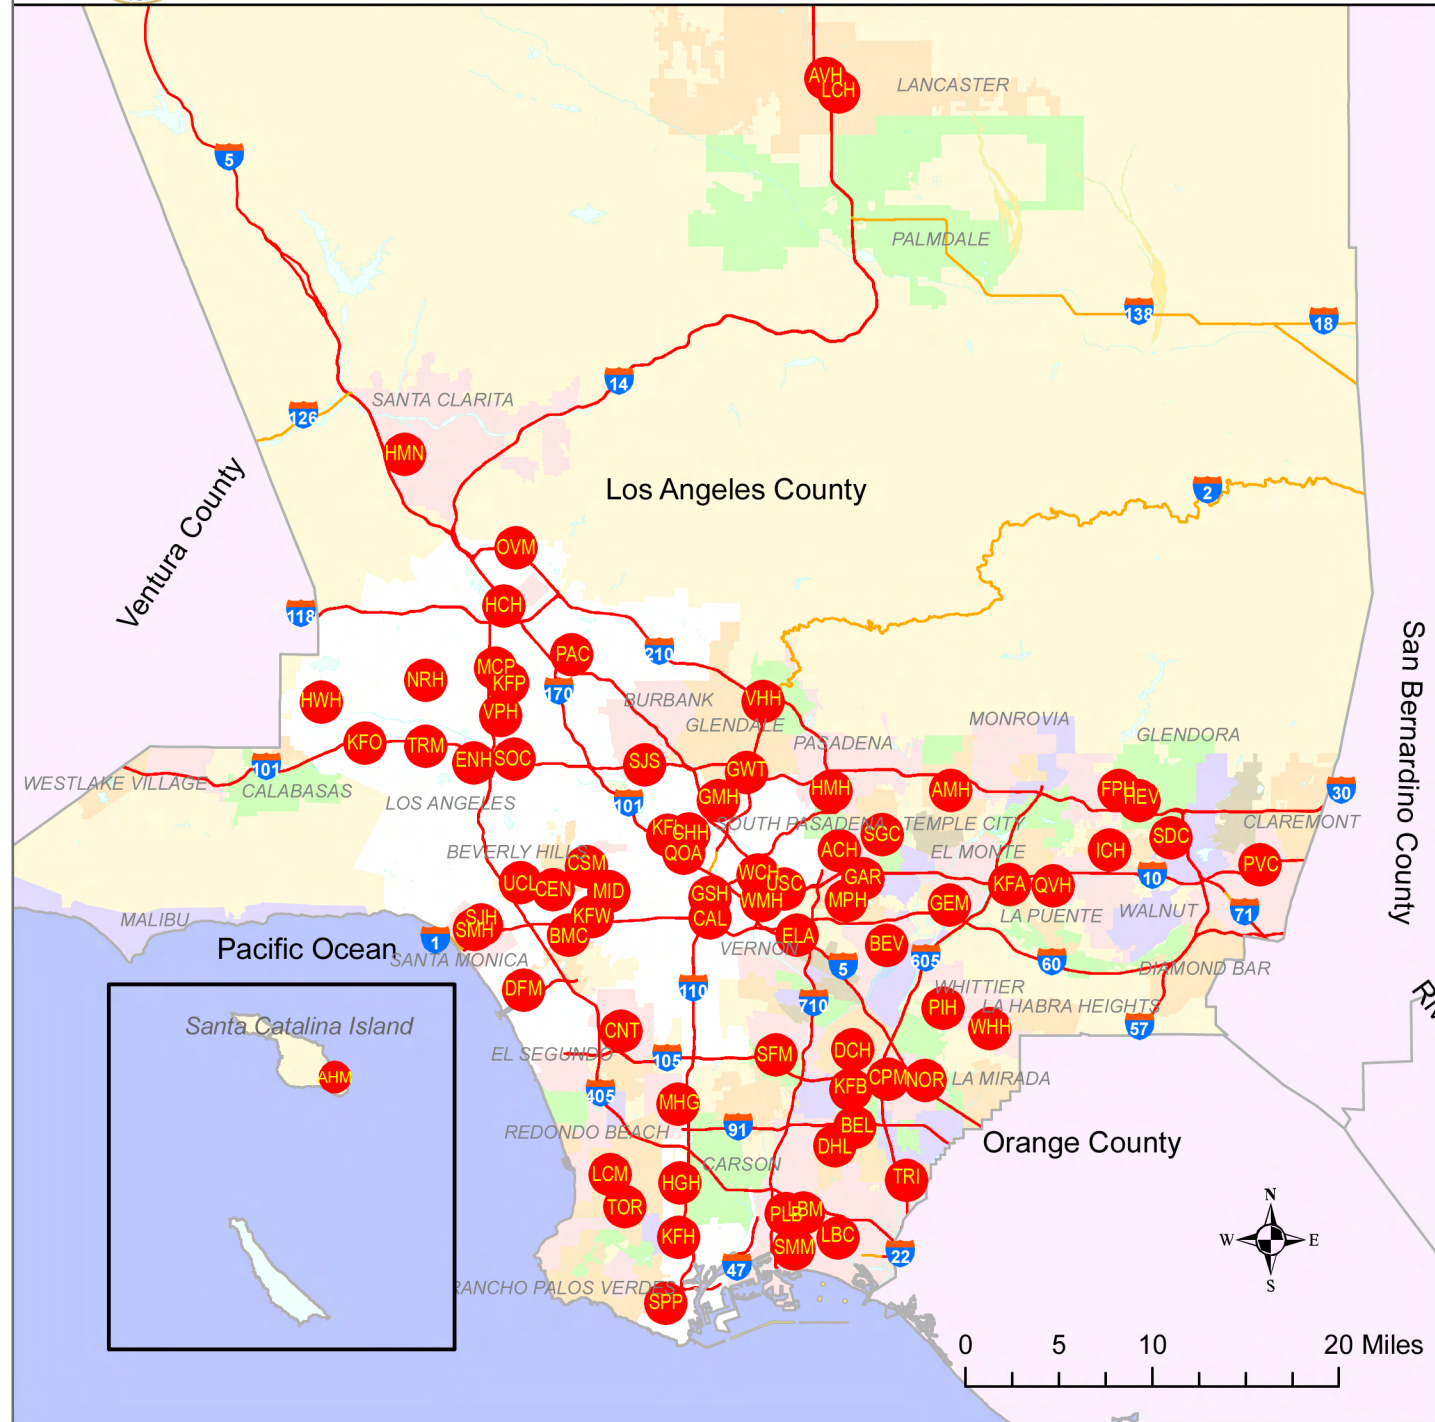 AVH
LCH
LANCASTER
5
PALMDALE
138
18
14
SANTA CLARITA
126
HMN
Los Angeles County
2
Ventura County
OVM
HCH
118
PAC
210
MCP
KFP
NRH
170
HWH
VPH
VHH
BURBANK
GLENDALE
MONROVIA
GLENDORA
PASADENA
San Bernardino County
KFO
TRM
ENH
SOC
SJS
GWT
101
WESTLAKE VILLAGE
CALABASAS
LOS ANGELES
101
GMH
HMH
AMH
FPH
HEV
30
CLAREMONT
KFL
CHH
QOA
SOUTH PASADENA
SGC
TEMPLE CITY
SDC
BEVERLY HILLS
CSM
ACH
EL MONTE
ICH
PVC
UCL
CEN
MID
WCH
USC
GAR
KFA
QVH
10
GSH
WMH
MPH
GEM
LA PUENTE
WALNUT
71
MALIBU
SJH
SMH
KFW
BMC
CAL
ELA
BEV
1
Pacific Ocean
VERNON
SANTA MONICA
5
605
60
DIAMOND BAR
DFM
110
710
WHITTIER
PIH
LA HABRA HEIGHTS
WHH
57
Santa Catalina Island
CNT
EL SEGUNDO
105
SFM
DCH
AHM
KFB
CPM
NOR
LA MIRADA
405
MHG
REDONDO BEACH
91
BEL
DHL
Orange County
CARSON
LCM
HGH
TRI
TOR
PLB
LBM
KFH
SMM
LBC
N
W
E
S
47
22
RANCHO PALOS VERDES
SPP
0 5 10 20 Miles